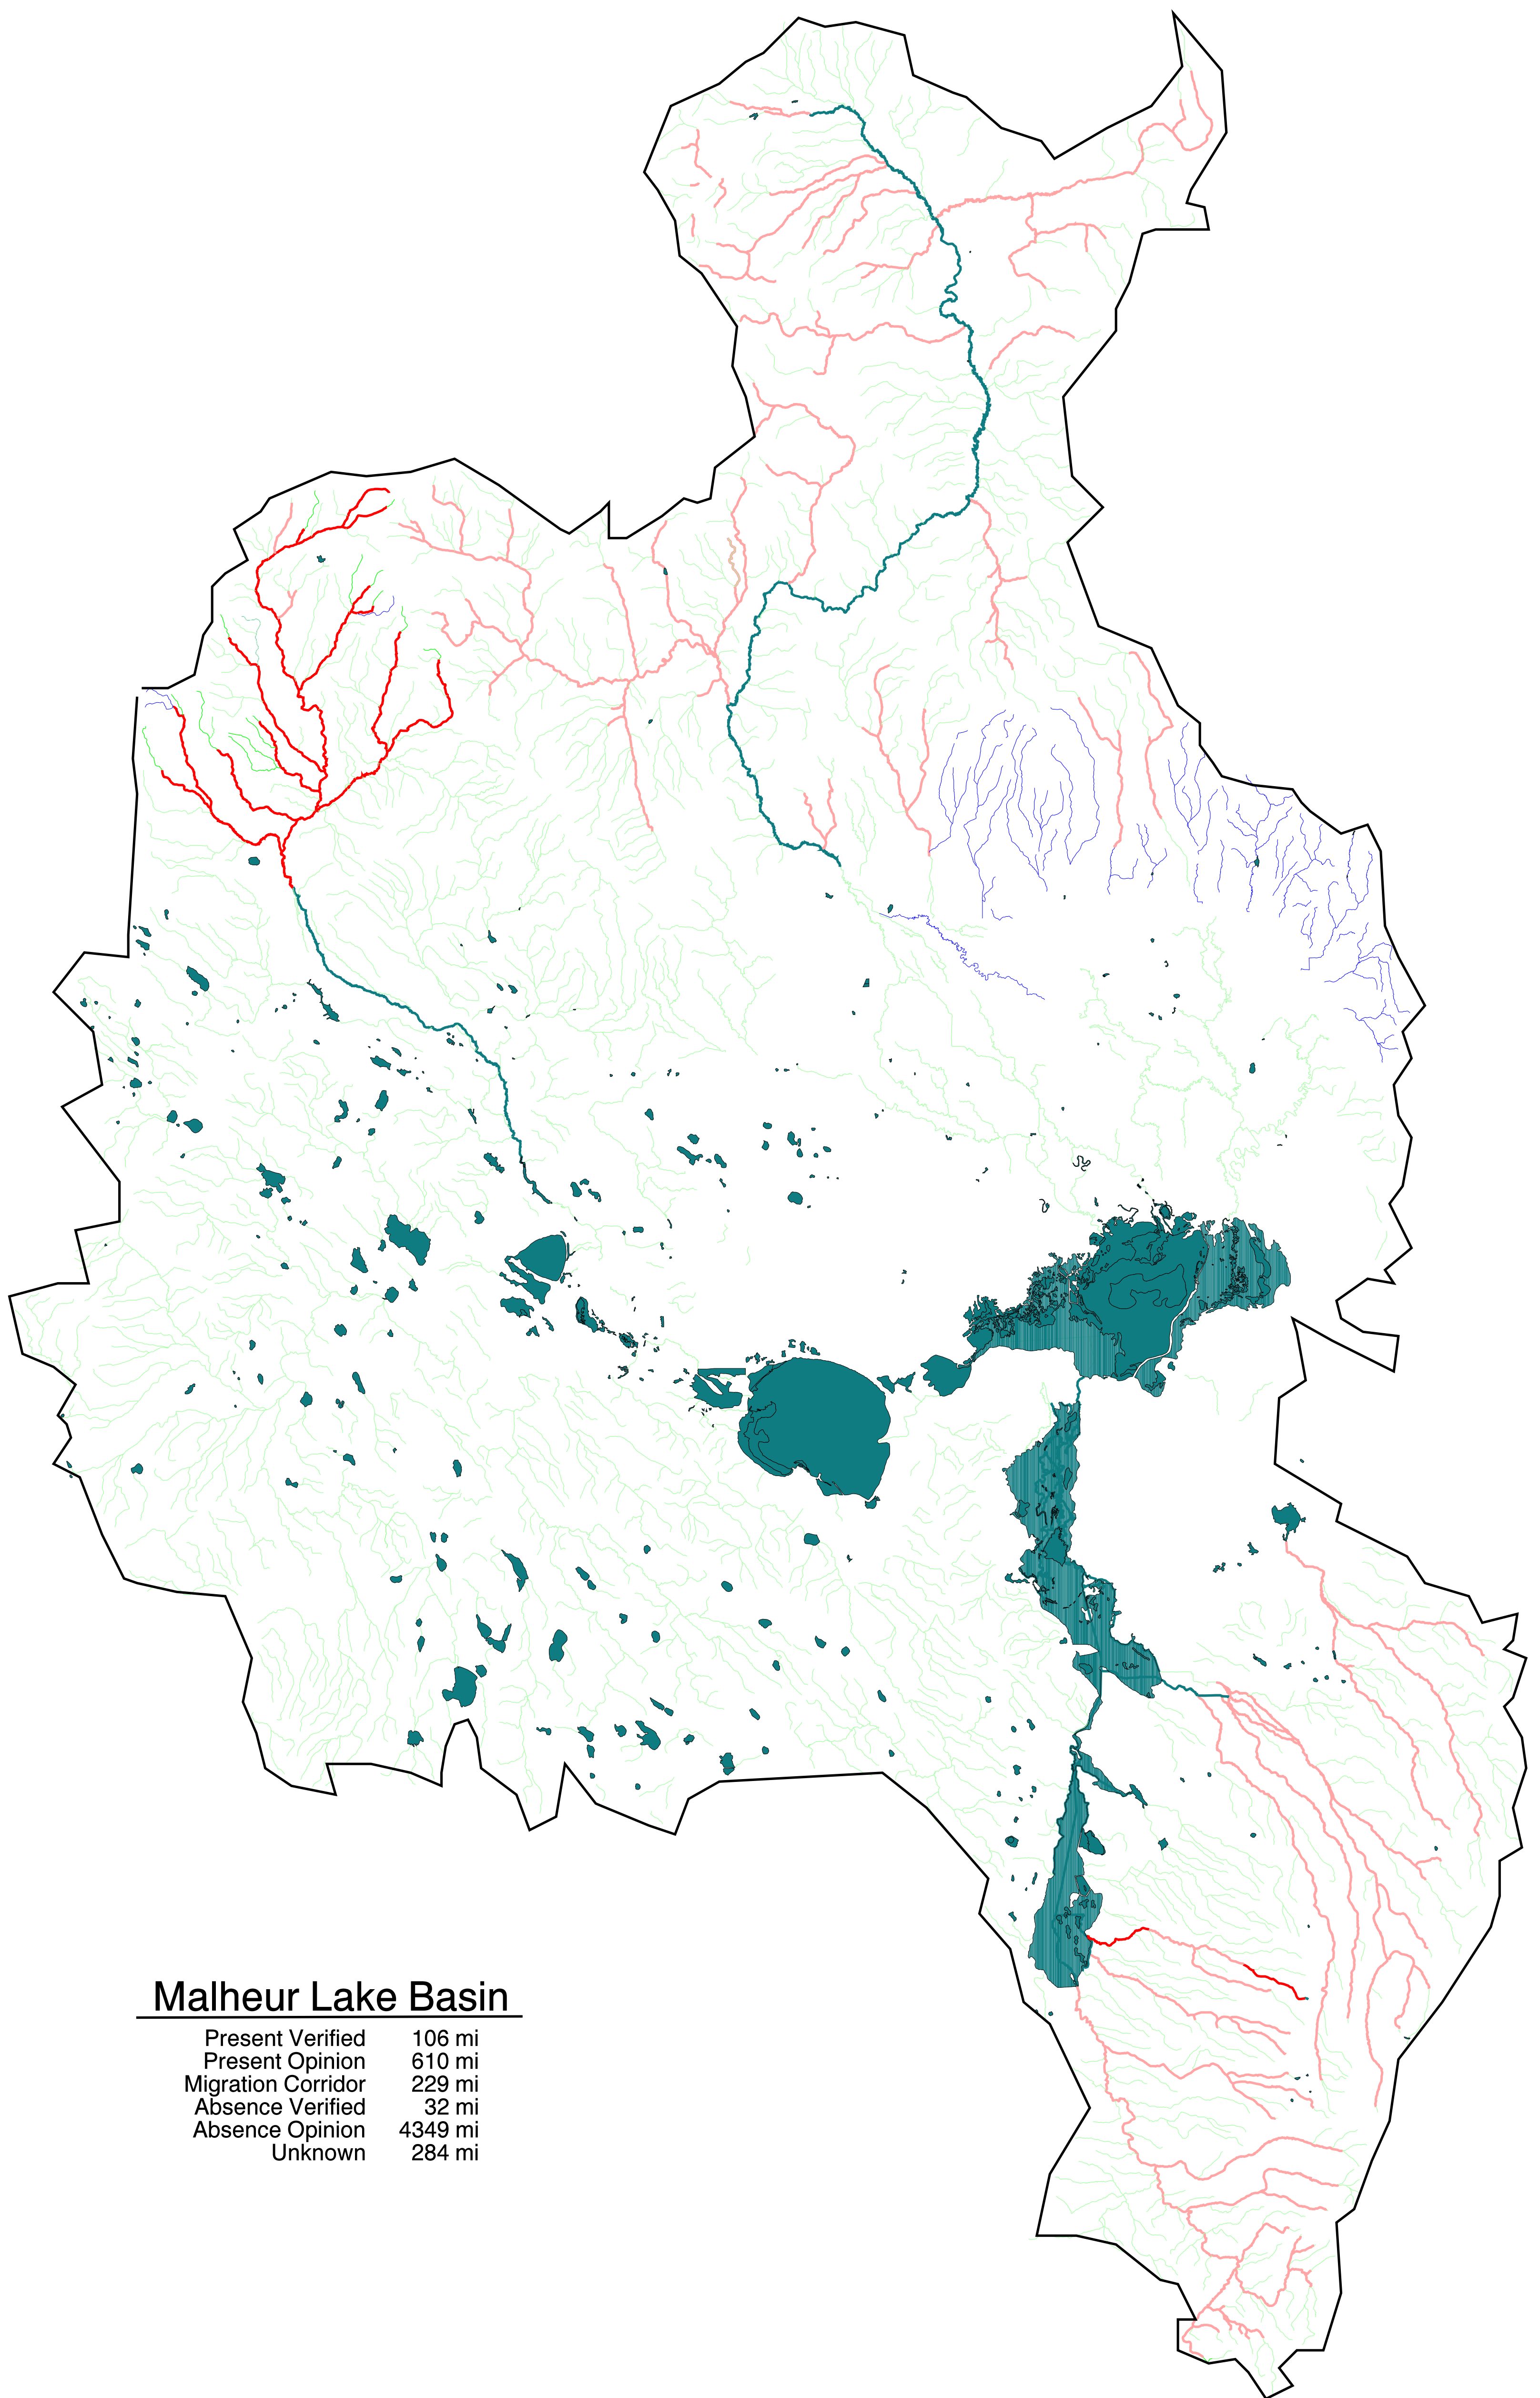 Malheur Lake Basin
Present Verified 106 mi
Present Opinion 610 mi
Migration Corridor 229 mi
Absence Verified 32 mi
Absence Opinion 4349 mi
Unknown 284 mi